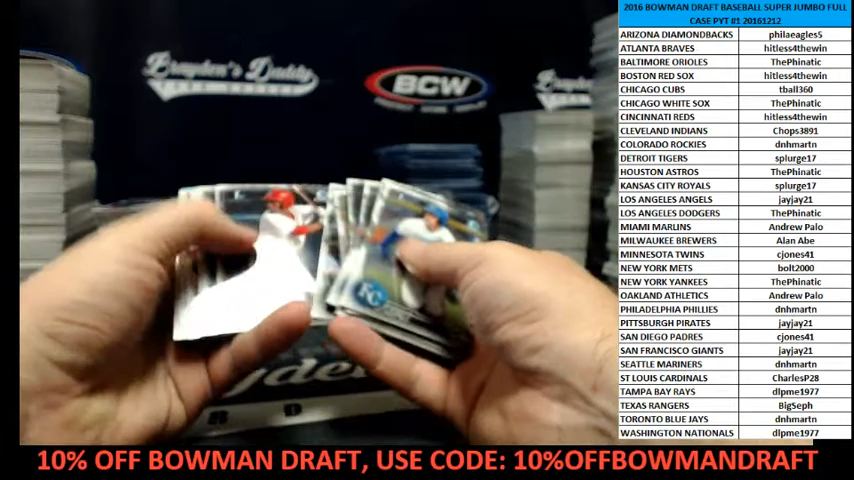 2016 BOWMAN DRAFT BASEBALL SUPER JUMBO FULL
CASE PYT #1 20161212
ARIZONA DIAMONDBACKS philaeagles5
ATLANTA BRAVES hitless4thewin
BALTIMORE ORIOLES ThePhinatic
BOSTON RED SOX hitless4thewin
CHICAGO CUBS tball360
CHICAGO WHITE SOX ThePhinatic
CINCINNATI REDS hitless4thewin
CLEVELAND INDIANS Chops3891
COLORADO ROCKIES dnhmartn
DETROIT TIGERS splurge17
HOUSTON ASTROS ThePhinatic
KANSAS CITY ROYALS splurge17
LOS ANGELES ANGELS jayjay21
LOS ANGELES DODGERS ThePhinatic
MIAMI MARLINS Andrew Palo
MILWAUKEE BREWERS Alan Abe
MINNESOTA TWINS cjones41
NEW YORK METS bolt2000
NEW YORK YANKEES ThePhinatic
OAKLAND ATHLETICS Andrew Palo
PHILADELPHIA PHILLIES dnhmartn
PITTSBURGH PIRATES jayjay21
SAN DIEGO PADRES cjones41
SAN FRANCISCO GIANTS jayjay21
SEATTLE MARINERS dnhmartn
ST LOUIS CARDINALS CharlesP28
TAMPA BAY RAYS dlpme1977
TEXAS RANGERS BigSeph
TORONTO BLUE JAYS dnhmartn
WASHINGTON NATIONALS dlpme1977
Brayden's Daddy
BCW
KC
10% OFF BOWMAN DRAFT, USE CODE: 10%OFFBOWMANDRAFT